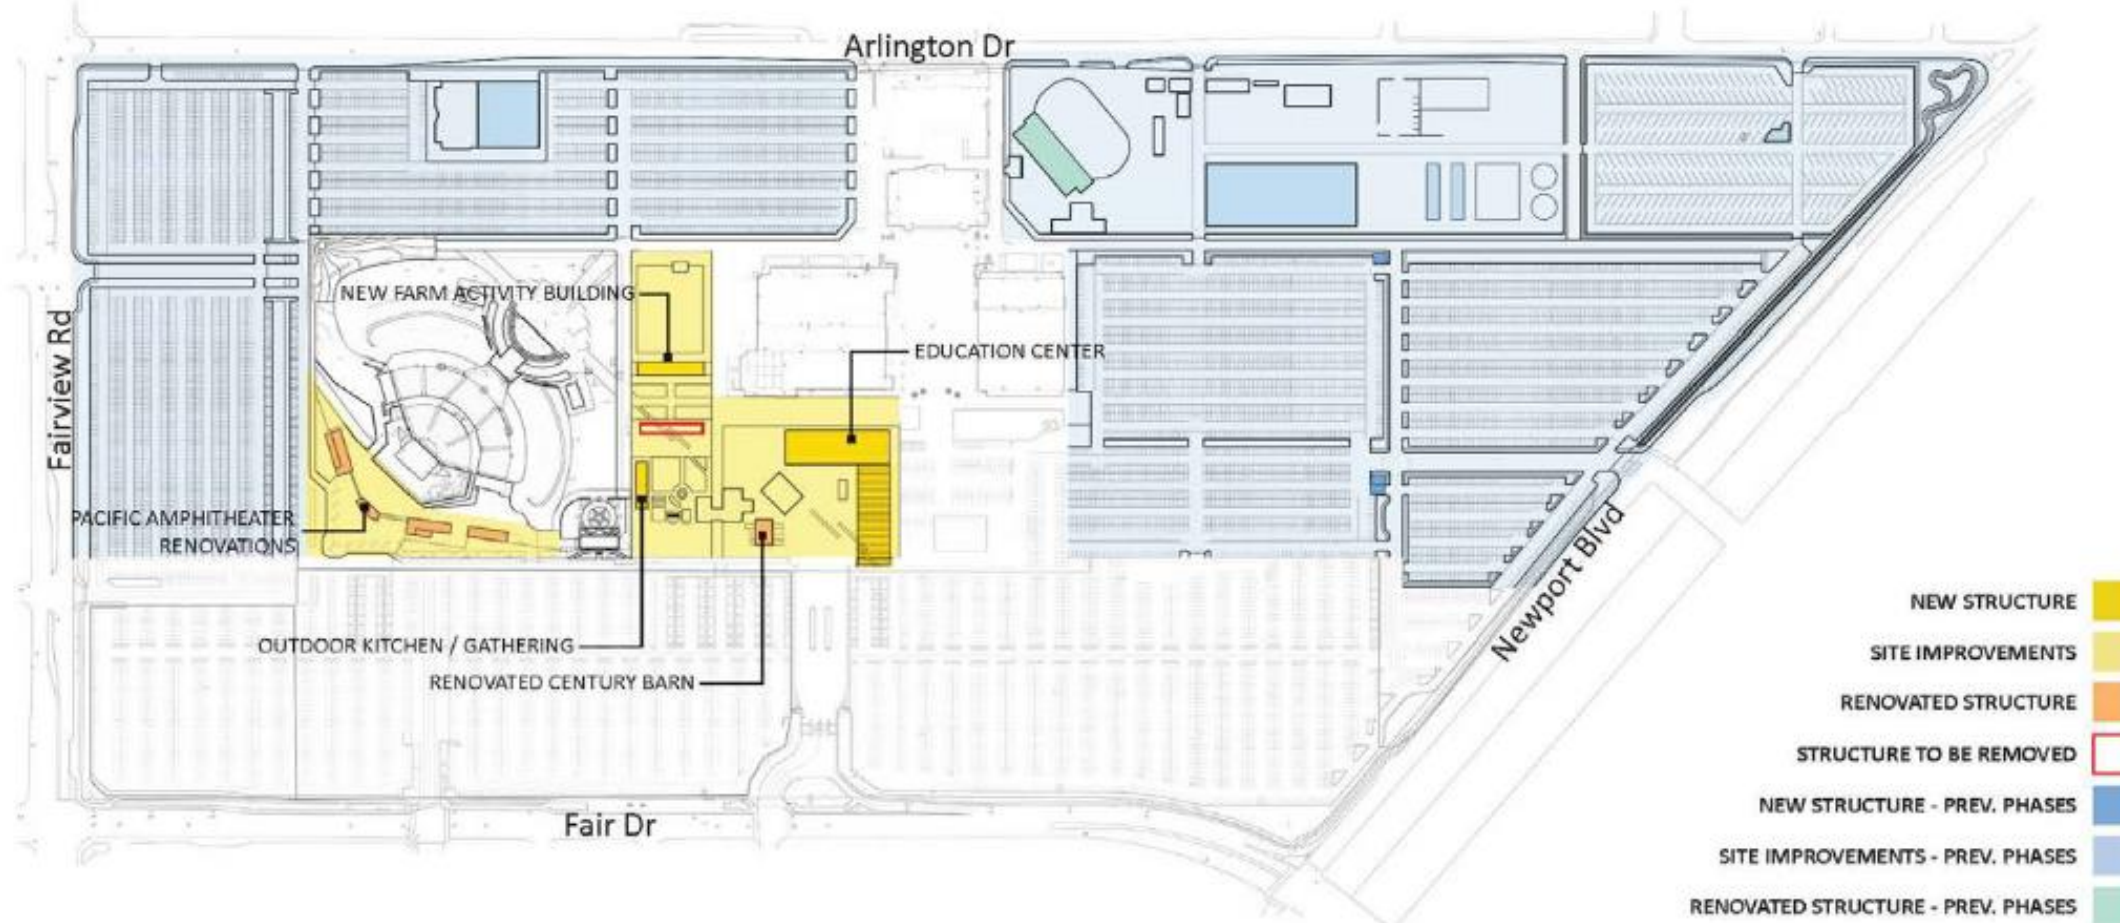 Arlington Dr
NEW FARM ACTIVITY BUILDING
EDUCATION CENTER
Fairview Rd
PACIFIC AMPHITHEATER
RENOVATIONS
OUTDOOR KITCHEN / GATHERING
RENOVATED CENTURY BARN
Newport Blvd
Fair Dr
NEW STRUCTURE
SITE IMPROVEMENTS
RENOVATED STRUCTURE
STRUCTURE TO BE REMOVED
NEW STRUCTURE - PREV. PHASES
SITE IMPROVEMENTS - PREV. PHASES
RENOVATED STRUCTURE - PREV. PHASES